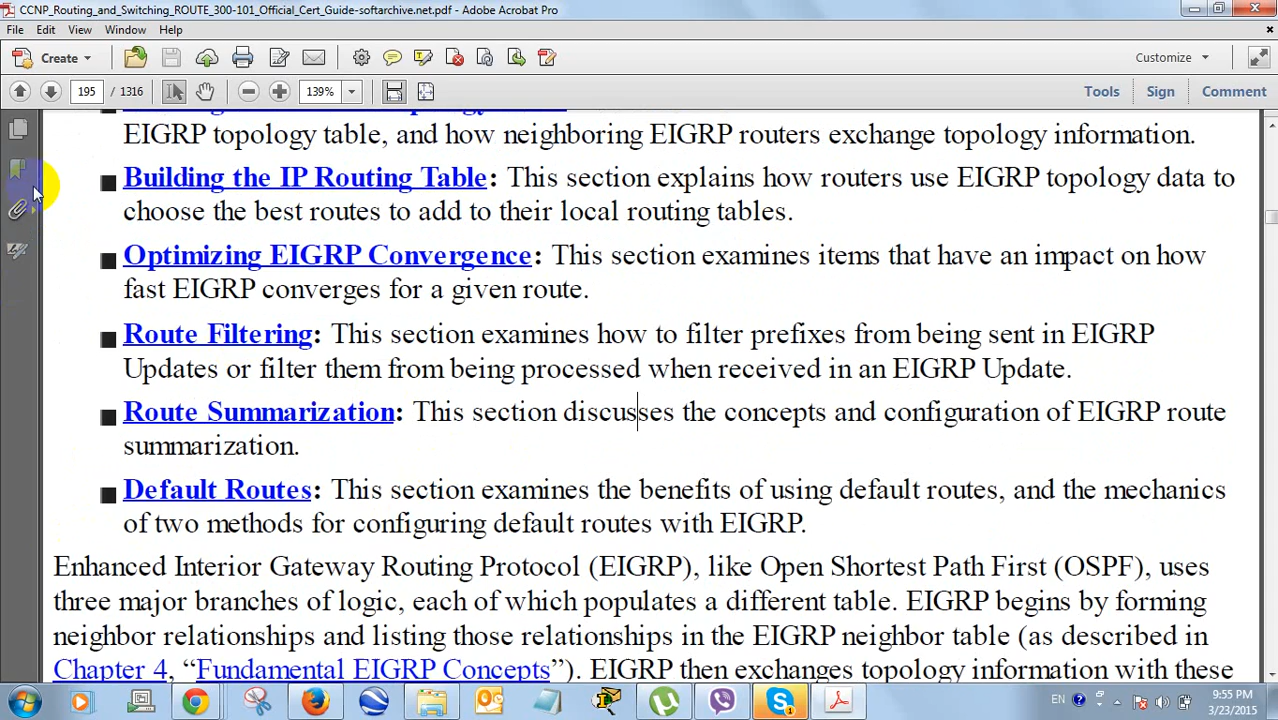 CCNP_Routing_and_Switching_ROUTE_300-101_Official_Cert_Guide-softarchive.net.pdf - Adobe Acrobat Pro
File Edit View Window Help
Create Customize
195 / 1316 139% Tools Sign Comment
EIGRP topology table, and how neighboring EIGRP routers exchange topology information.
Building the IP Routing Table: This section explains how routers use EIGRP topology data to
choose the best routes to add to their local routing tables.
Optimizing EIGRP Convergence: This section examines items that have an impact on how
fast EIGRP converges for a given route.
Route Filtering: This section examines how to filter prefixes from being sent in EIGRP
Updates or filter them from being processed when received in an EIGRP Update.
Route Summarization: This section discusses the concepts and configuration of EIGRP route
summarization.
Default Routes: This section examines the benefits of using default routes, and the mechanics
of two methods for configuring default routes with EIGRP.
Enhanced Interior Gateway Routing Protocol (EIGRP), like Open Shortest Path First (OSPF), uses
three major branches of logic, each of which populates a different table. EIGRP begins by forming
neighbor relationships and listing those relationships in the EIGRP neighbor table (as described in
Chapter 4, “Fundamental EIGRP Concepts”). EIGRP then exchanges topology information with these
EN 9:55 PM
3/23/2015